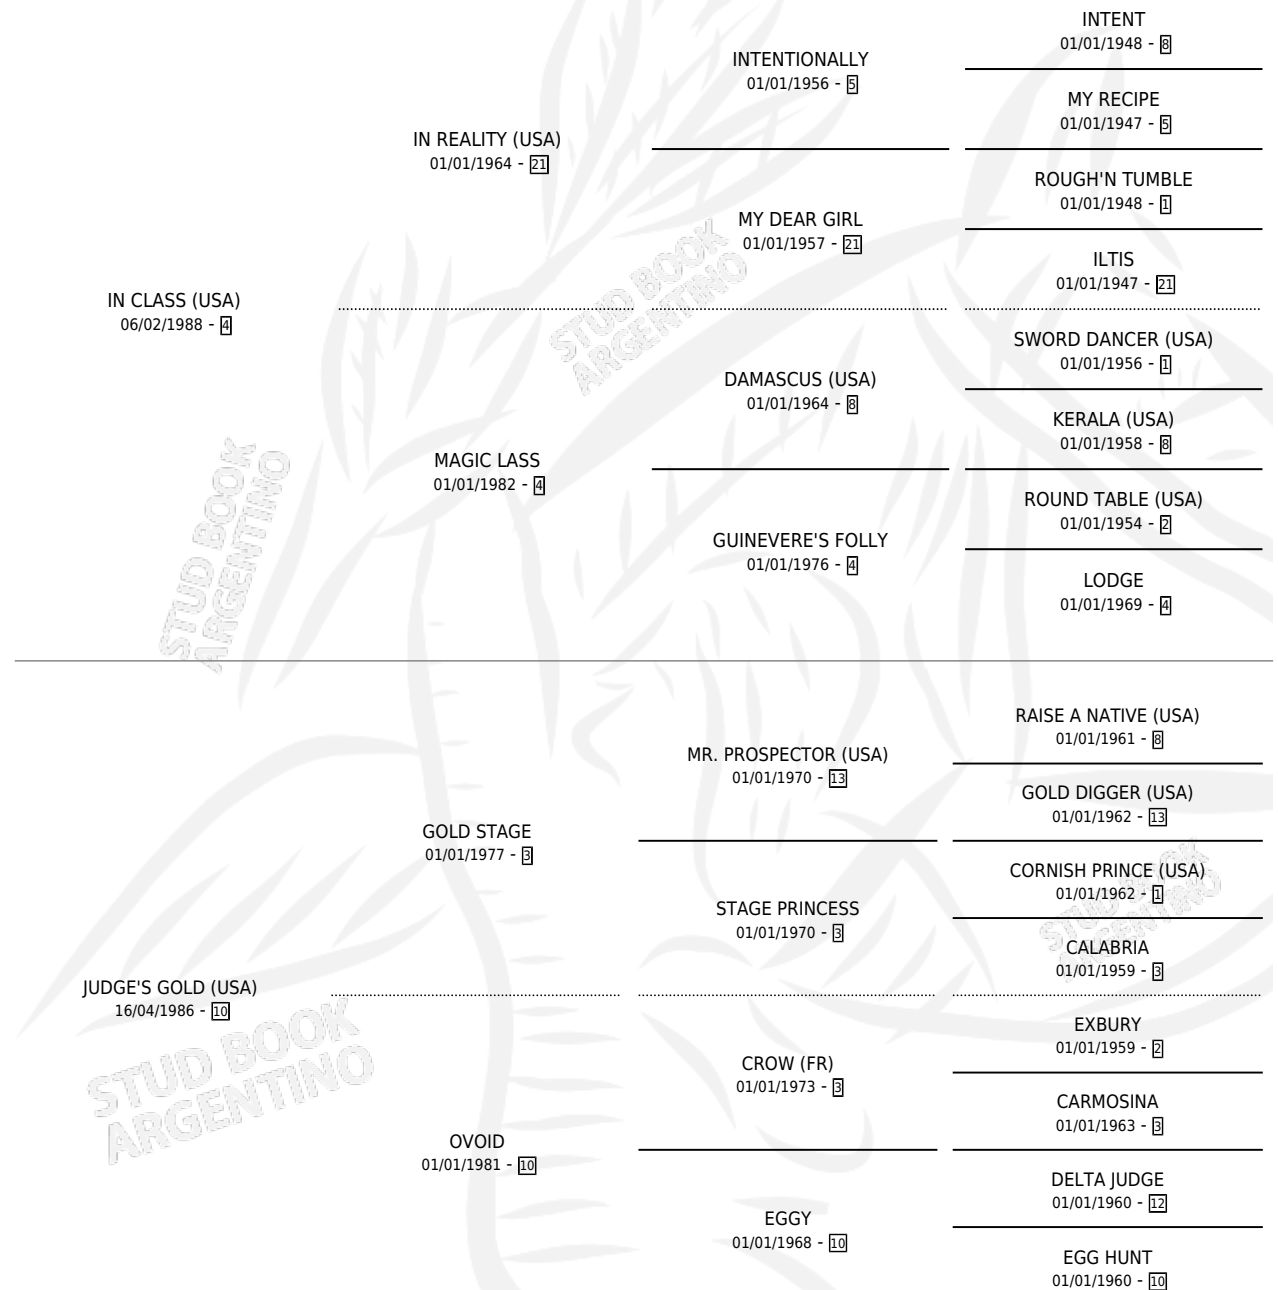 INTENT
01/01/1948 - 8
INTENTIONALLY
01/01/1956 - 5
MY RECIPE
01/01/1947 - 5
IN REALITY (USA)
01/01/1964 - 21
ROUGH'N TUMBLE
01/01/1948 - 1
MY DEAR GIRL
01/01/1957 - 21
ILTIS
01/01/1947 - 21
IN CLASS (USA)
06/02/1988 - 4
SWORD DANCER (USA)
01/01/1956 - 1
DAMASCUS (USA)
01/01/1964 - 8
KERALA (USA)
01/01/1958 - 8
MAGIC LASS
01/01/1982 - 4
ROUND TABLE (USA)
01/01/1954 - 2
GUINEVERE'S FOLLY
01/01/1976 - 4
LODGE
01/01/1969 - 4
RAISE A NATIVE (USA)
01/01/1961 - 8
MR. PROSPECTOR (USA)
01/01/1970 - 13
GOLD DIGGER (USA)
01/01/1962 - 13
GOLD STAGE
01/01/1977 - 3
CORNISH PRINCE (USA)
01/01/1962 - 1
STAGE PRINCESS
01/01/1970 - 3
CALABRIA
01/01/1959 - 3
JUDGE'S GOLD (USA)
16/04/1986 - 10
EXBURY
01/01/1959 - 2
CROW (FR)
01/01/1973 - 3
CARMOSINA
01/01/1963 - 3
OVOID
01/01/1981 - 10
DELTA JUDGE
01/01/1960 - 12
EGGY
01/01/1968 - 10
EGG HUNT
01/01/1960 - 10
STUD BOOK
ARGENTINO
STUD BOOK
ARGENTINO
STUD BOOK
ARGENTINO
STUD BOOK
ARGENTINO